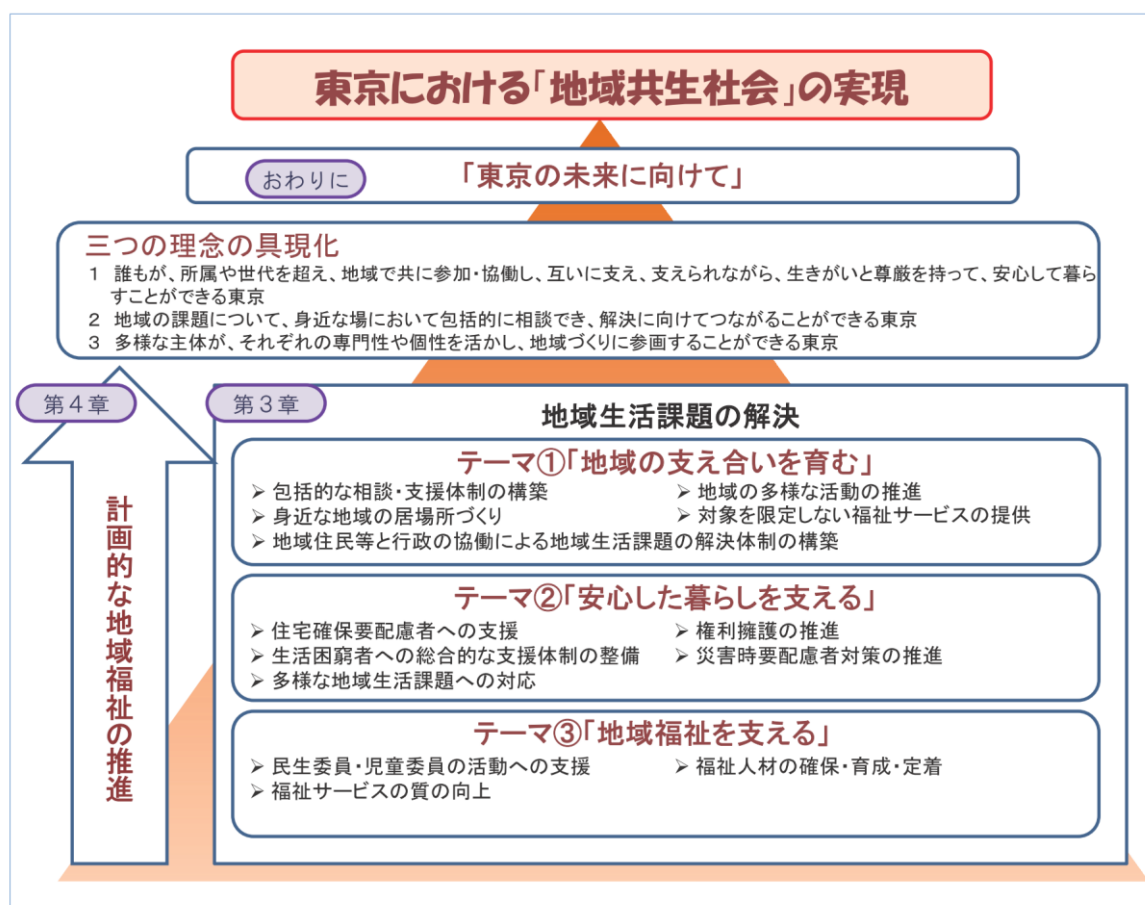 東京における「地域共生社会」の実現
おわりに
「東京の未来に向けて」
三つの理念の具現化
1 誰もが、所属や世代を超え、地域で共に参加・協働し、互いに支え、支えられながら、生きがいと尊厳を持って、安心して暮ら
すことができる東京
2 地域の課題について、身近な場において包括的に相談でき、解決に向けてつながることができる東京
3 多様な主体が、それぞれの専門性や個性を活かし、地域づくりに参画することができる東京
第4章
計画的な地域福祉の推進
第3章
地域生活課題の解決
テーマ①「地域の支え合いを育む」
➢ 包括的な相談・支援体制の構築
➢ 地域の多様な活動の推進
➢ 身近な地域の居場所づくり
➢ 対象を限定しない福祉サービスの提供
➢ 地域住民等と行政の協働による地域生活課題の解決体制の構築
テーマ②「安心した暮らしを支える」
➢ 住宅確保要配慮者への支援
➢ 権利擁護の推進
➢ 生活困窮者への総合的な支援体制の整備
➢ 災害時要配慮者対策の推進
➢ 多様な地域生活課題への対応
テーマ③「地域福祉を支える」
➢ 民生委員・児童委員の活動への支援
➢ 福祉人材の確保・育成・定着
➢ 福祉サービスの質の向上